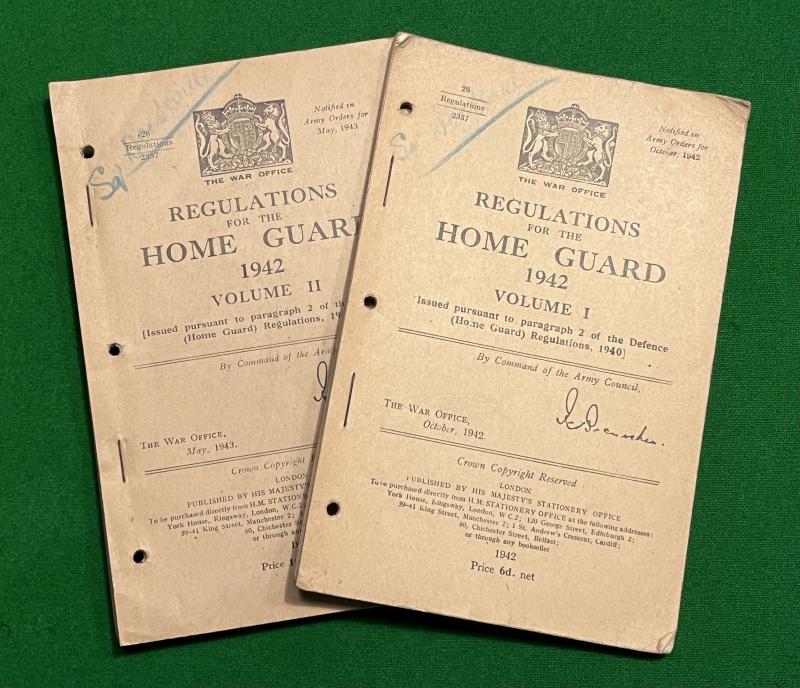 26
Regulations
2357
Notified in
Army Orders for
May, 1943
THE WAR OFFICE
REGULATIONS
FOR THE
HOME GUARD
1942
VOLUME II
[Issued pursuant to paragraph 2 of the
(Home Guard) Regulations, 19
By Command of the Army
THE WAR OFFICE,
May, 1943.
Crown Copyright Reserved
LONDON
PUBLISHED BY HIS MAJESTY'S STATIONERY
To be purchased directly from H.M. STATIONERY
York House, Kingsway, London, W.C.2
39-41 King Street, Manchester 2;
80, Chichester Street
or through any
Price 1
26
Regulations
2357
Notified in
Army Orders for
October, 1942
THE WAR OFFICE
REGULATIONS
FOR THE
HOME GUARD
1942
VOLUME I
[Issued pursuant to paragraph 2 of the Defence
(Home Guard) Regulations, 1940]
By Command of the Army Council,
THE WAR OFFICE,
October, 1942.
Crown Copyright Reserved
LONDON
PUBLISHED BY HIS MAJESTY'S STATIONERY OFFICE
To be purchased directly from H.M. STATIONERY OFFICE at the following addresses:
York House, Kingsway, London, W.C.2; 120 George Street, Edinburgh 2;
39-41 King Street, Manchester 2; 1 St. Andrew's Crescent, Cardiff;
80, Chichester Street, Belfast;
or through any bookseller
1942
Price 6d. net